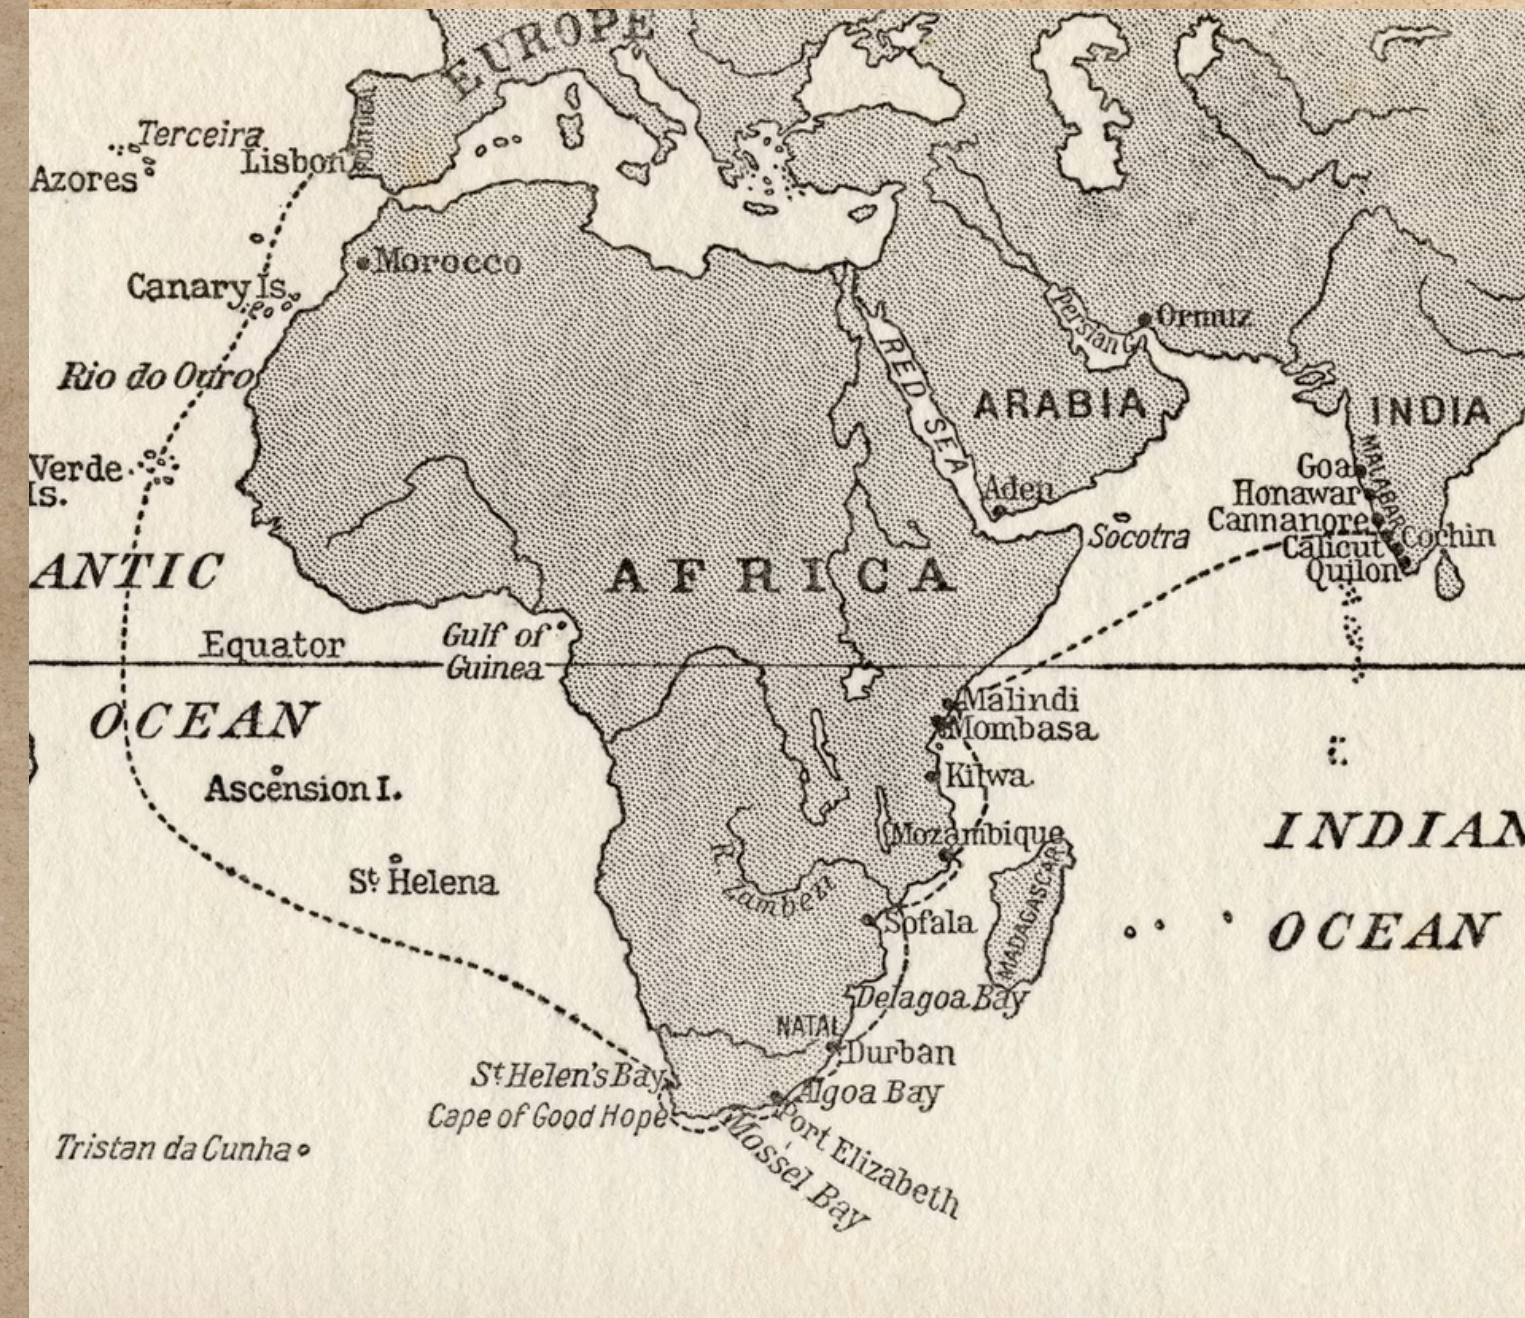 EUROPE
PORTUGAL
Terceira
Lisbon
Azores
Morocco
Canary Is.
Persian G.
Ormuz
RED SEA
Rio do Ouro
ARABIA
INDIA
MALABAR
Verde
Is.
Goa
Honawar
Cannanore
Aden
Socotra
Cochin
Calicut
Quilon
ANTIC
AFRICA
Equator
Gulf of
Guinea
OCEAN
Malindi
Mombasa
Kilwa
Ascension I.
Mozambique
INDIAN
St Helena
R. Zambezi
Sofala
MADAGASCAR
OCEAN
Delagoa Bay
NATAL
Durban
St Helen's Bay
Algoa Bay
Cape of Good Hope
Port Elizabeth
Mossel Bay
Tristan da Cunha